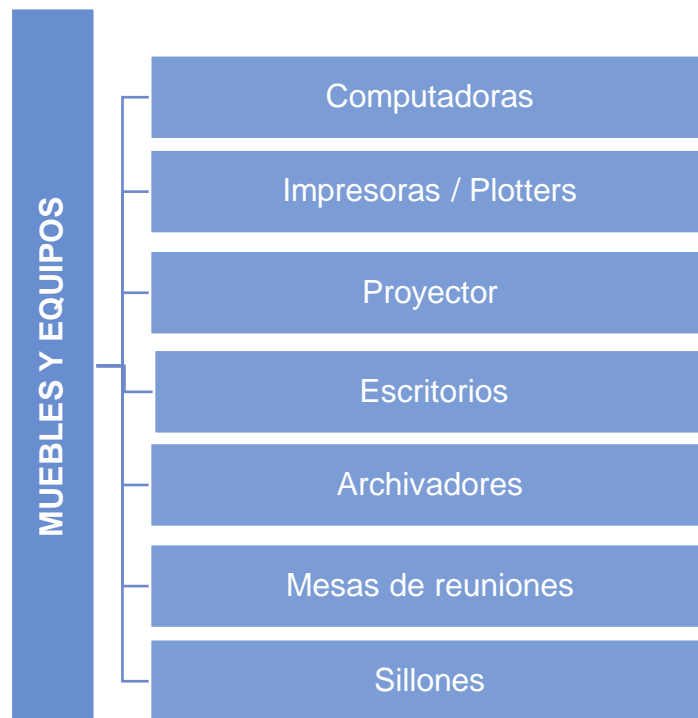 MUEBLES Y EQUIPOS
Computadoras
Impresoras / Plotters
Proyector
Escritorios
Archivadores
Mesas de reuniones
Sillones